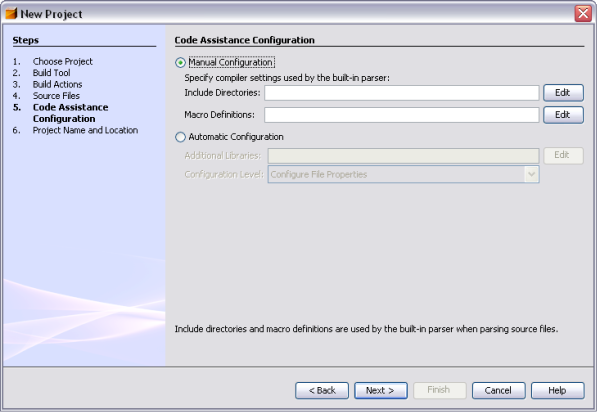 New Project
Steps
1. Choose Project
2. Build Tool
3. Build Actions
4. Source Files
5. Code Assistance
Configuration
6. Project Name and Location
Code Assistance Configuration
Manual Configuration
Specify compiler settings used by the built-in parser:
Include Directories: Edit
Macro Definitions: Edit
Automatic Configuration
Additional Libraries: Edit
Configuration Level: Configure File Properties
Include directories and macro definitions are used by the built-in parser when parsing source files.
< Back Next > Finish Cancel Help